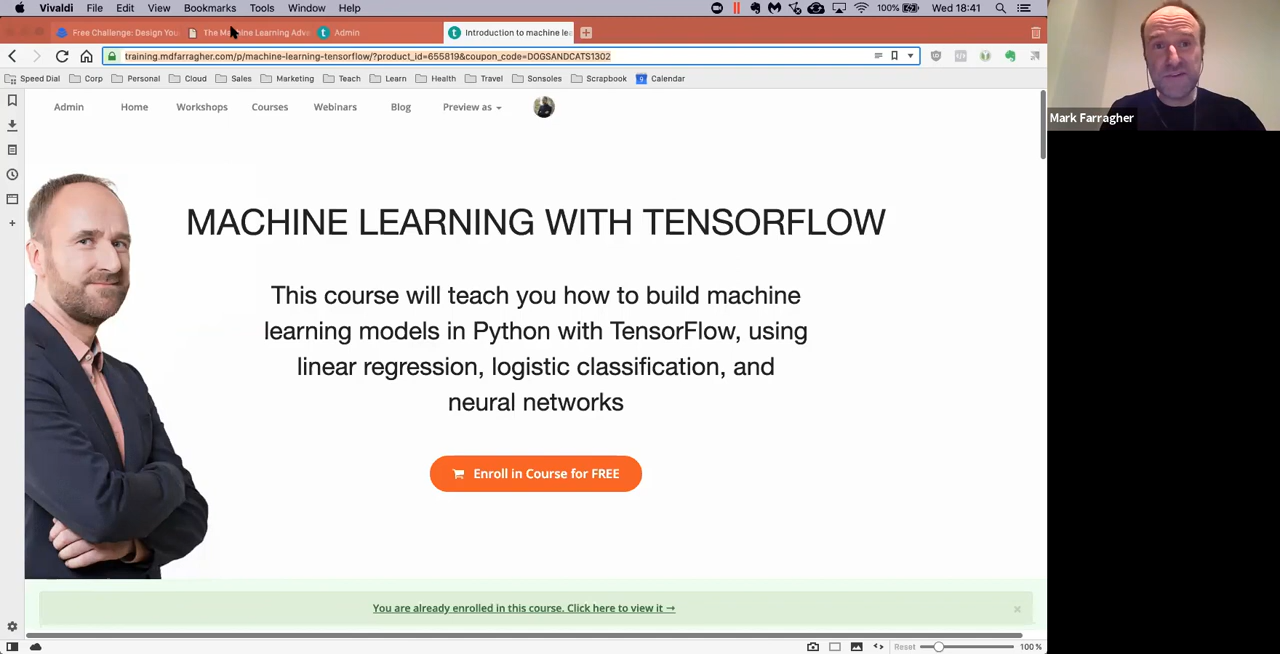 Vivaldi File Edit View Bookmarks Tools Window Help 100% Wed 18:41
Free Challenge: Design You The Machine Learning Adve Admin Introduction to machine le
training.mdfarragher.com/p/machine-learning-tensorflow/?product_id=655819&coupon_code=DOGSANDCATS1302
Speed Dial Corp Personal Cloud Sales Marketing Teach Learn Health Travel Sonsoles Scrapbook Calendar
Admin Home Workshops Courses Webinars Blog Preview as
Mark Farragher
MACHINE LEARNING WITH TENSORFLOW
This course will teach you how to build machine
learning models in Python with TensorFlow, using
linear regression, logistic classification, and
neural networks
Enroll in Course for FREE
You are already enrolled in this course. Click here to view it →
Reset 100 %